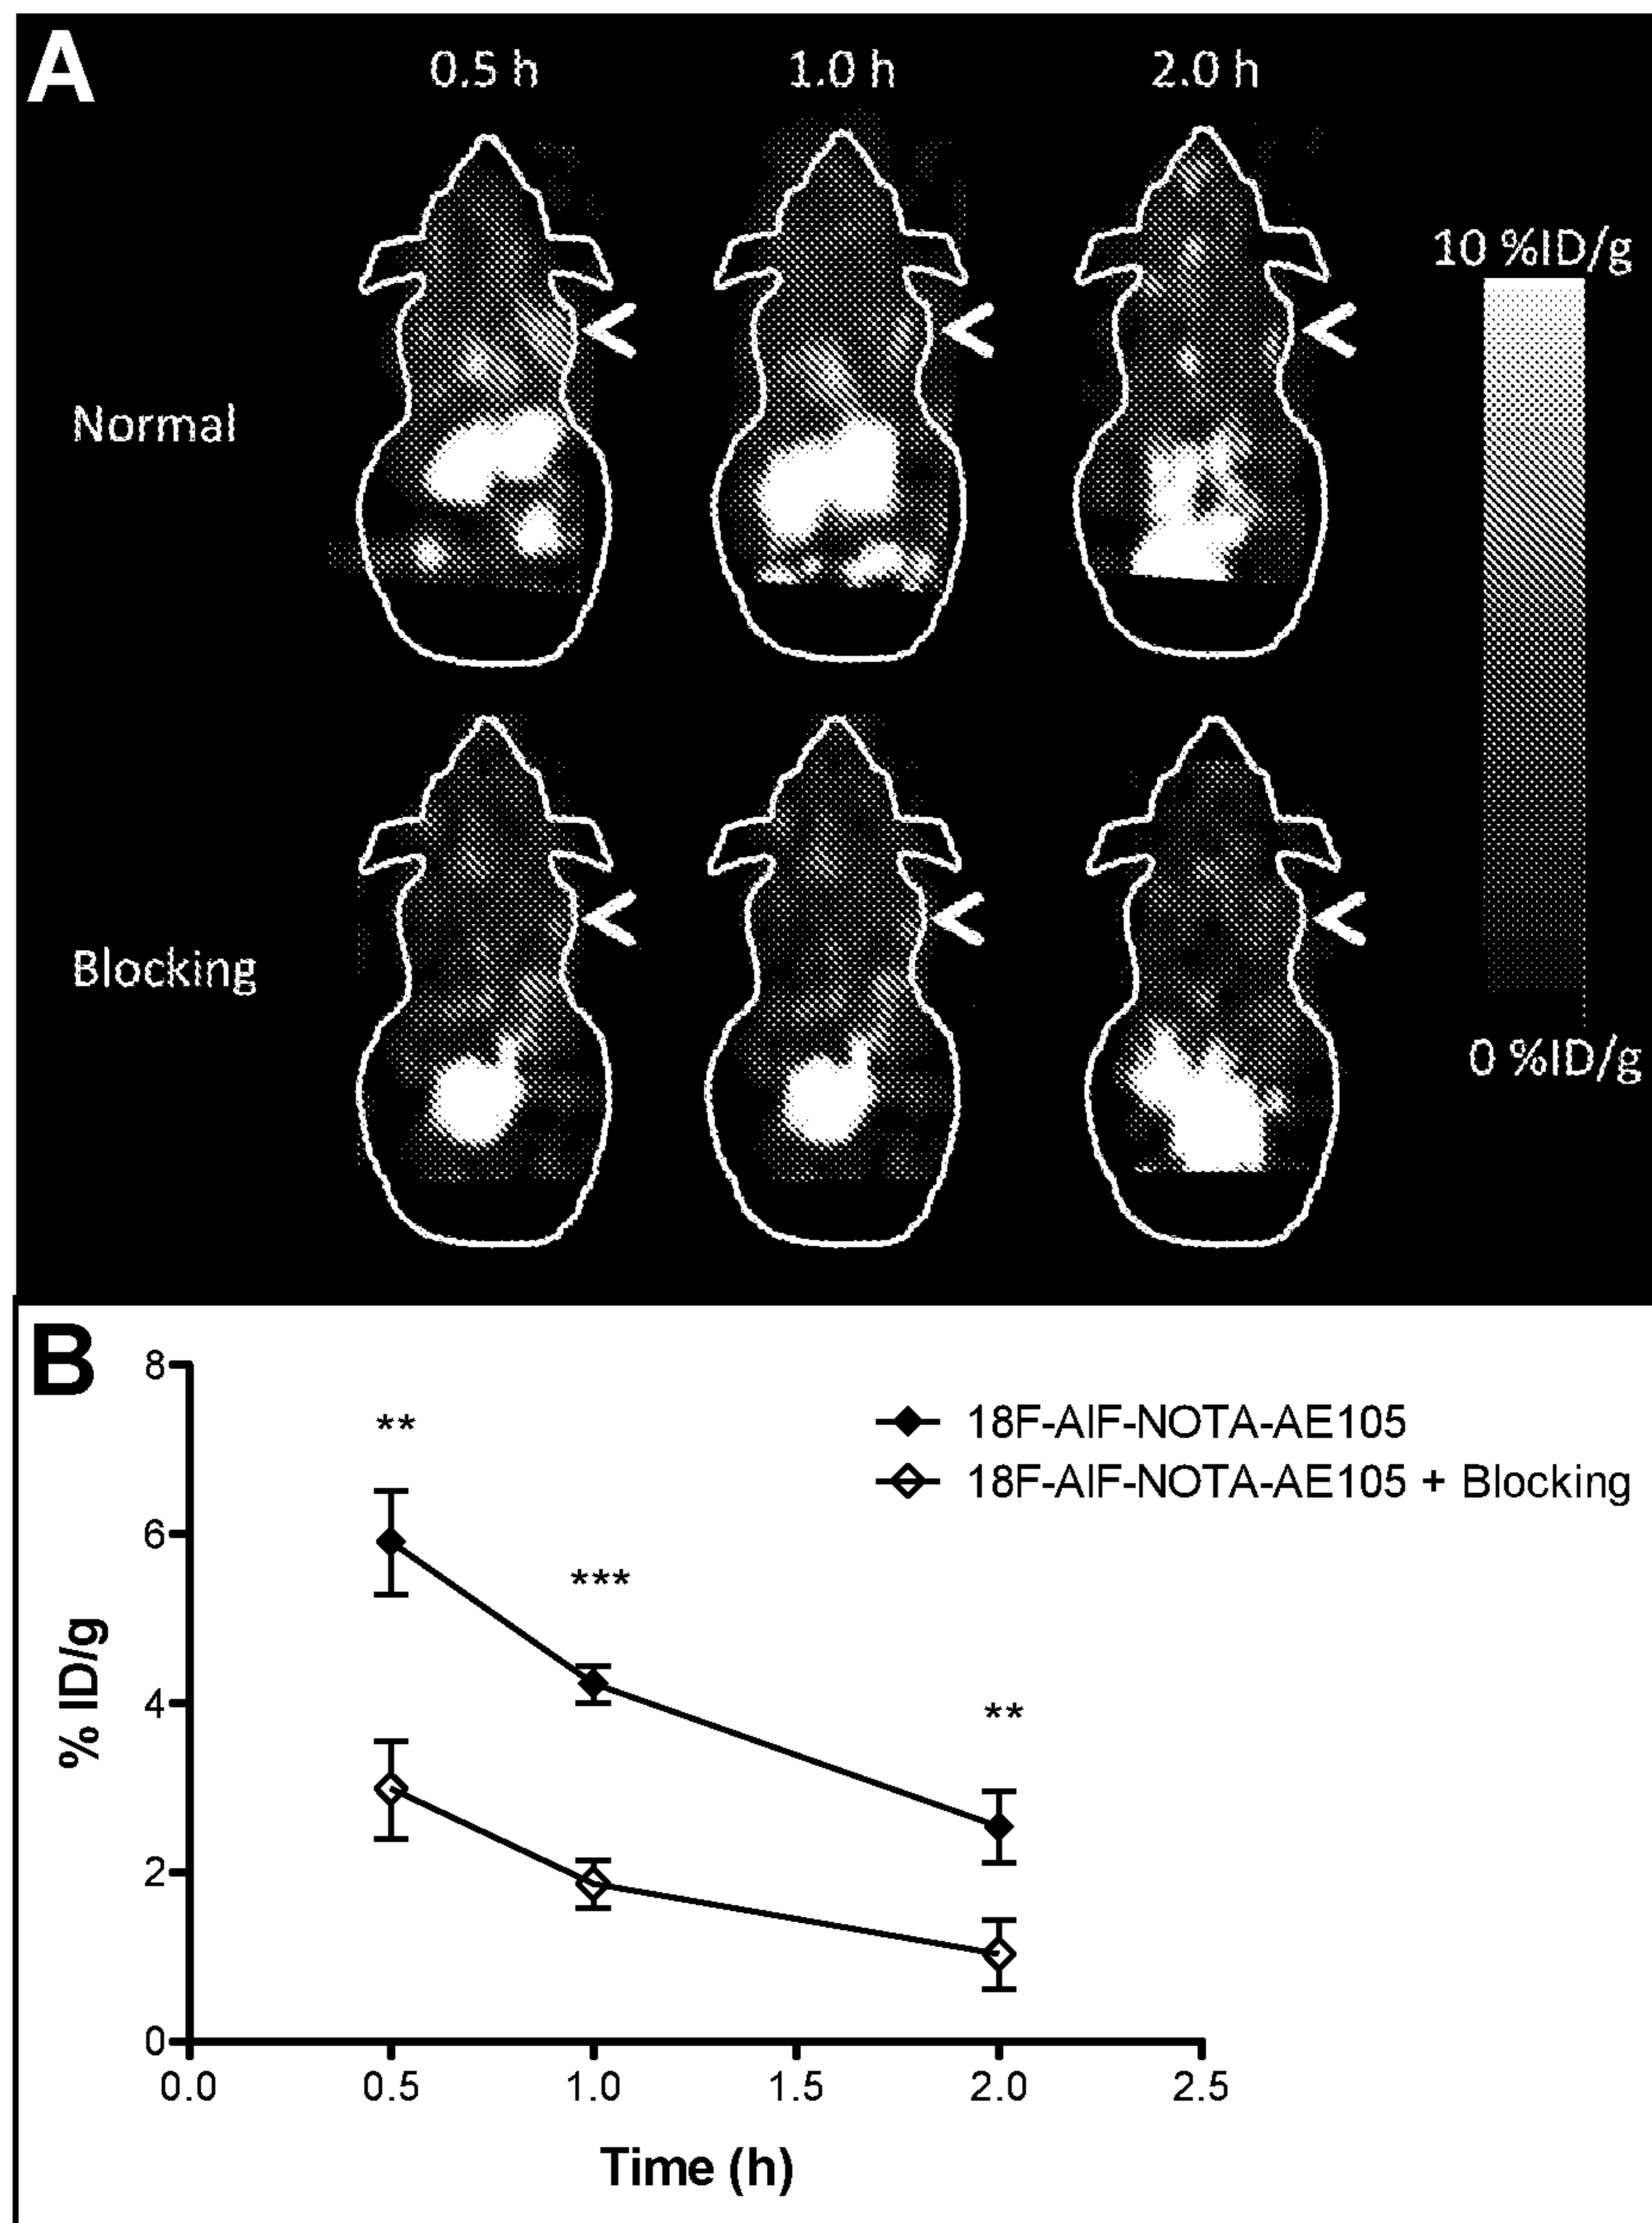 A
0.5 h 1.0 h 2.0 h
10 %ID/g
Normal
Blocking
0 %ID/g
B
8
6
4
2
0
% ID/g
**
***
**
18F-AlF-NOTA-AE105
18F-AlF-NOTA-AE105 + Blocking
0.0 0.5 1.0 1.5 2.0 2.5
Time (h)